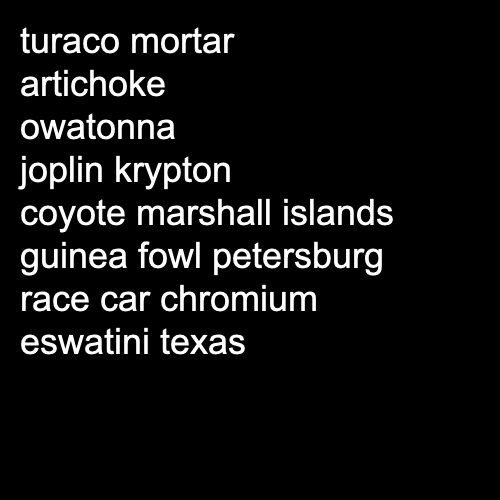 turaco mortar
artichoke
owatonna
joplin krypton
coyote marshall islands
guinea fowl petersburg
race car chromium
eswatini texas